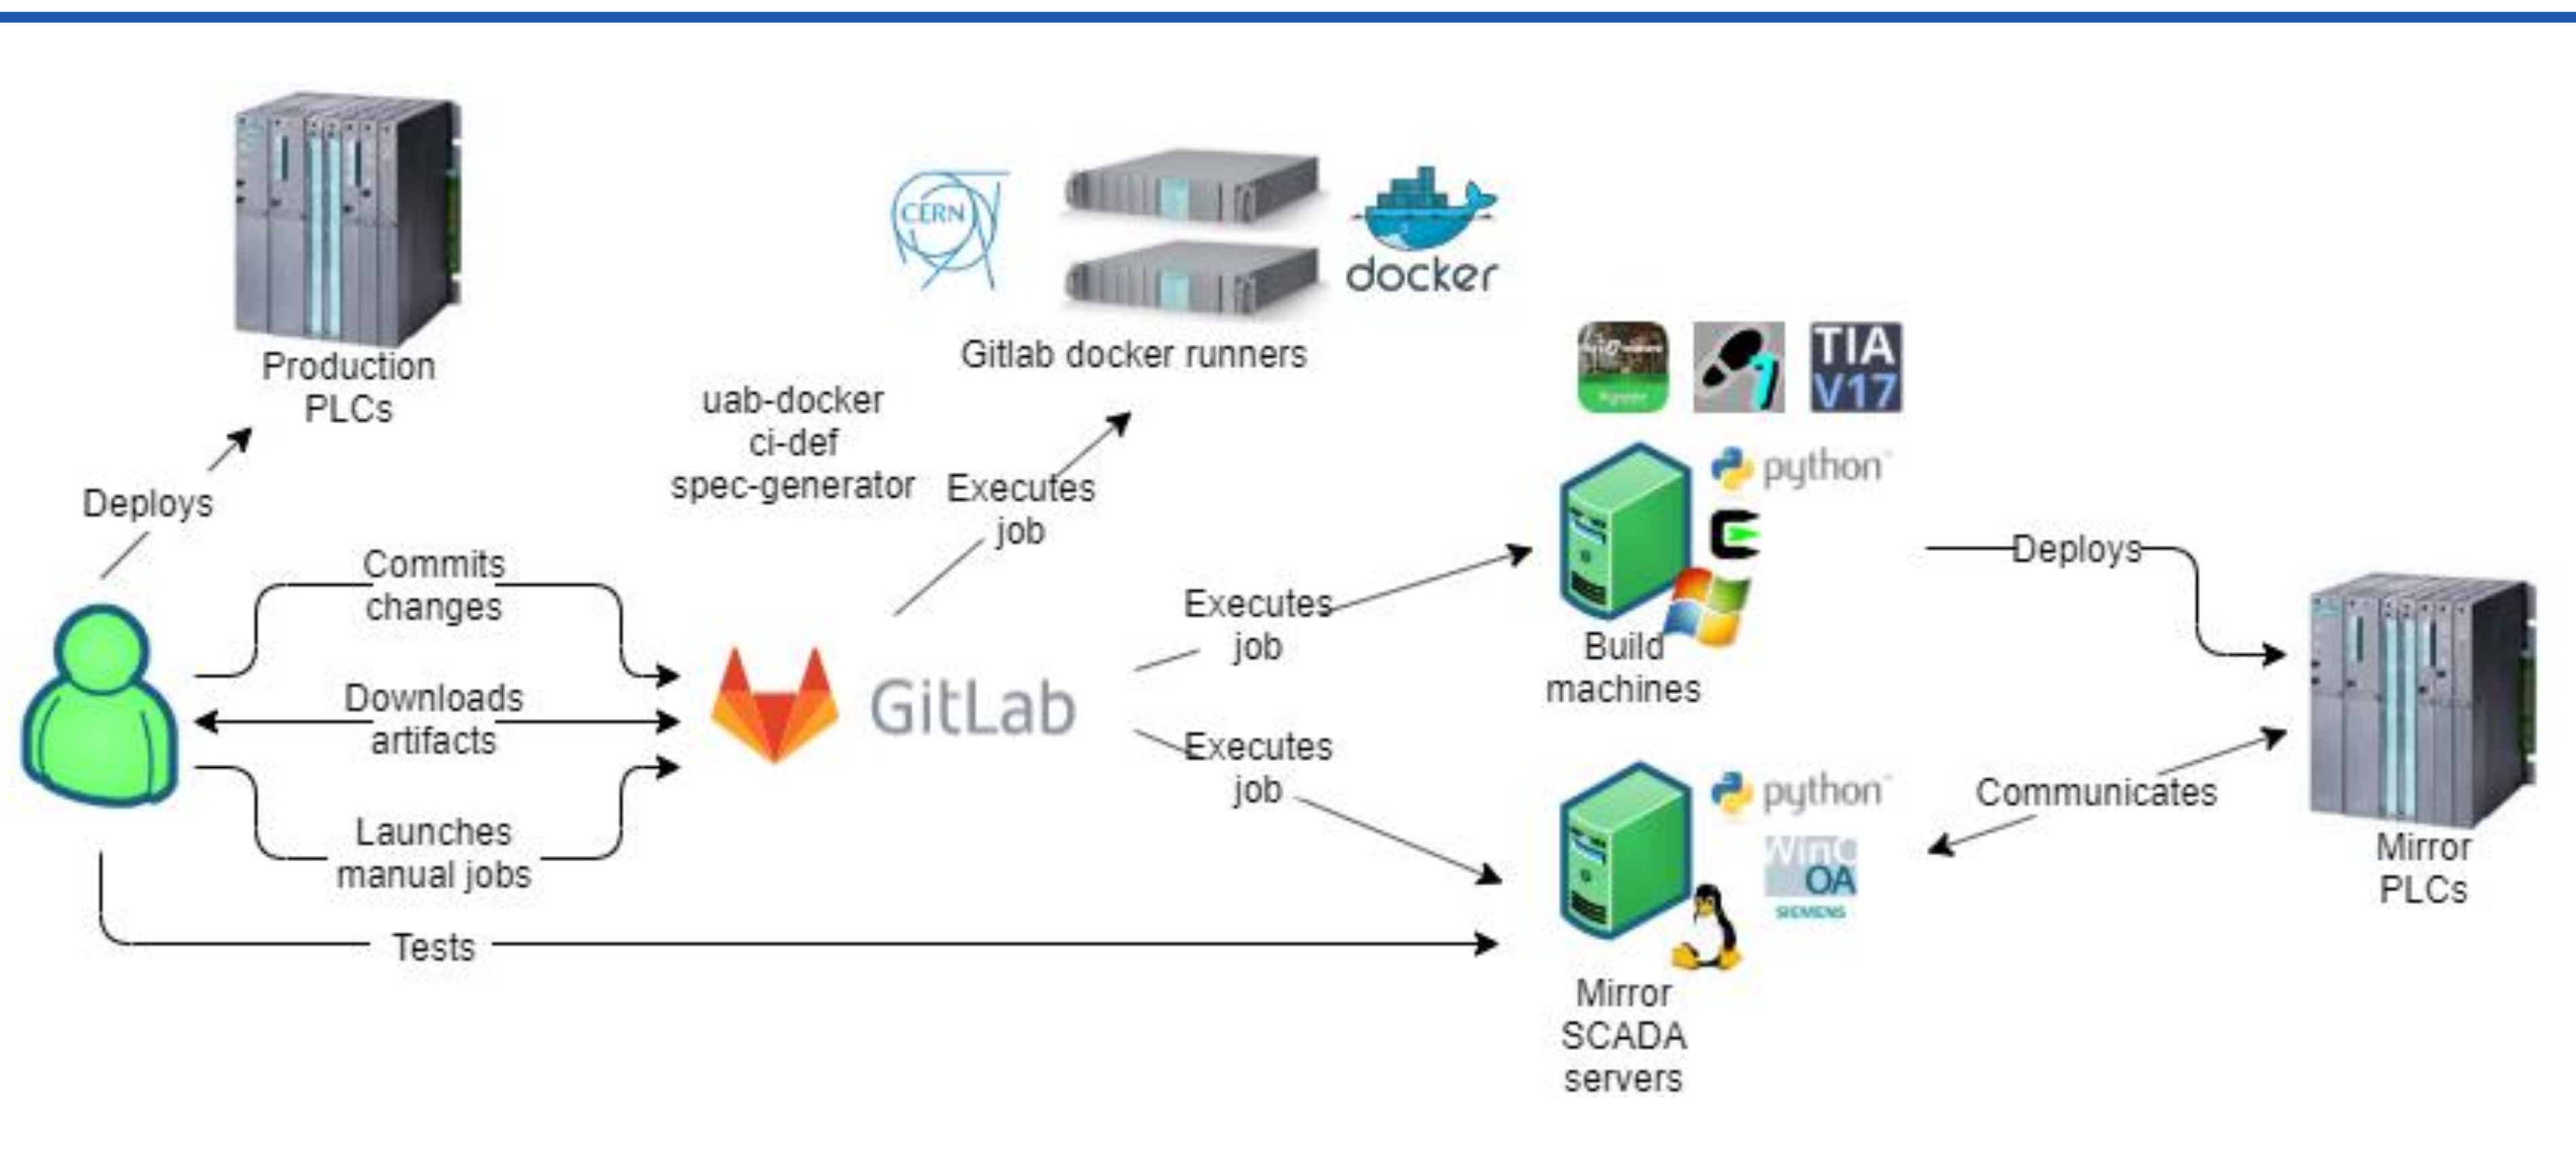 Production
PLCs
Deploys
Commits
changes
Downloads
artifacts
Launches
manual jobs
Tests
uab-docker
ci-def
spec-generator
GitLab
CERN
docker
Gitlab docker runners
Executes
job
Executes
job
Executes
job
TIA
V17
python
Build
machines
python
OA
SIEMENS
Mirror
SCADA
servers
Deploys
Communicates
Mirror
PLCs